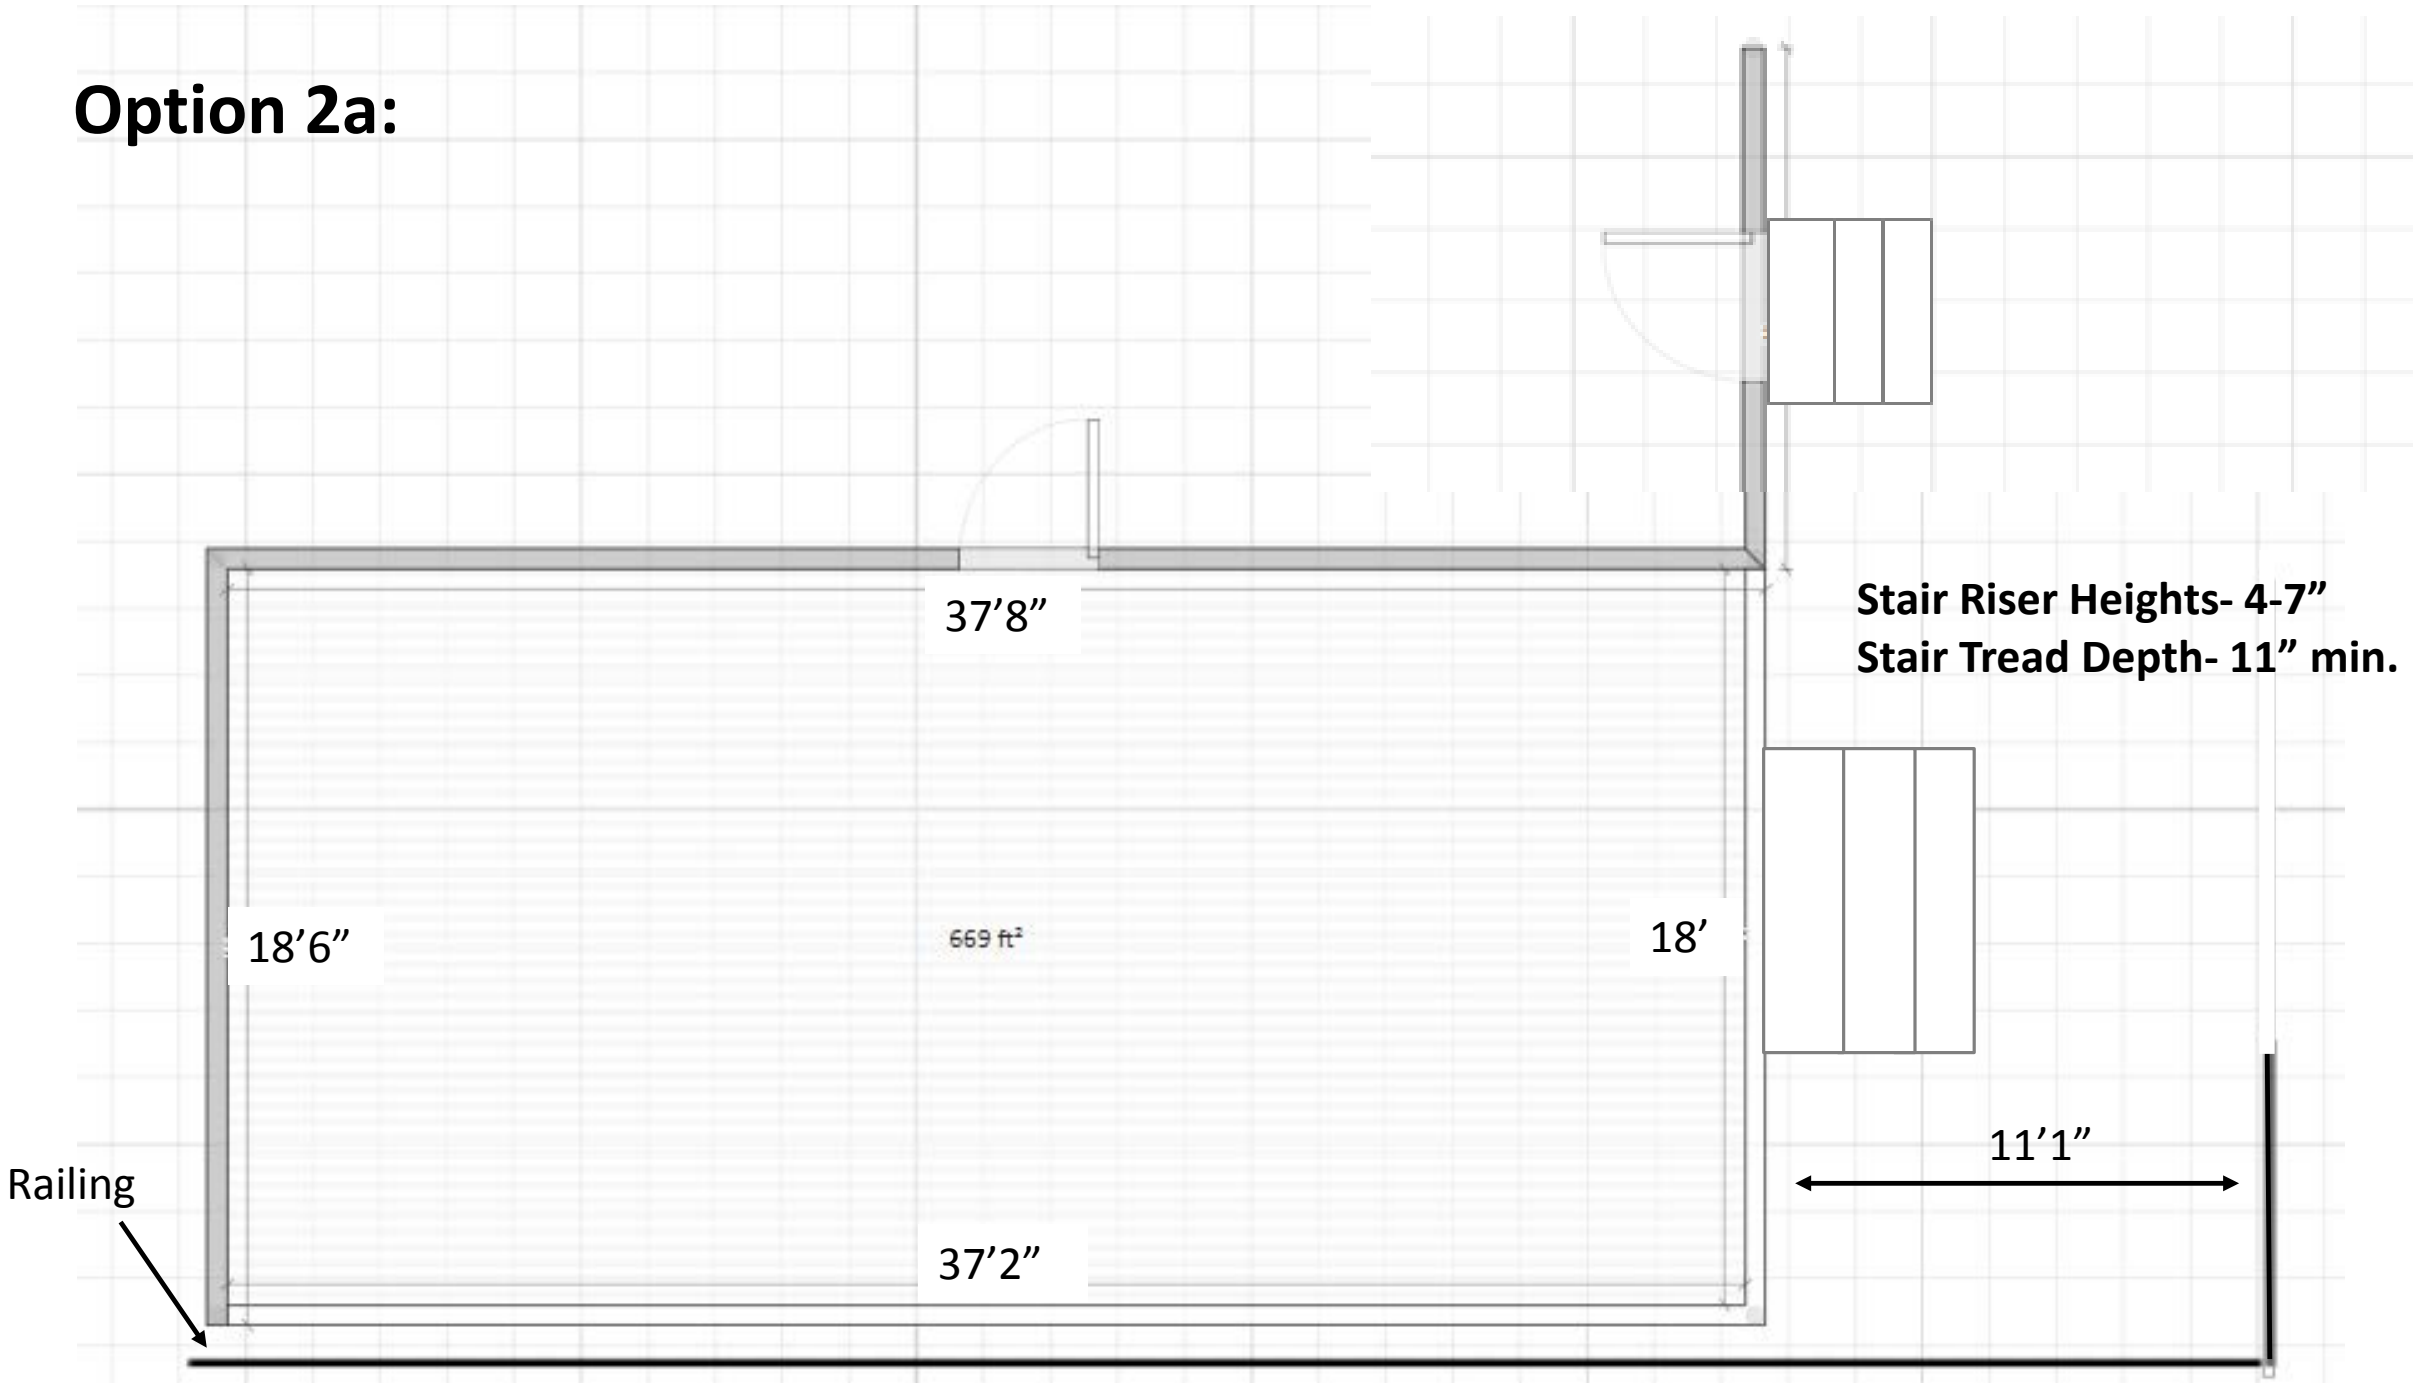 Option 2a:
37’8”
Stair Riser Heights- 4-7”
Stair Tread Depth- 11” min.
18’6”
669 ft²
18’
11’1”
Railing
37’2”